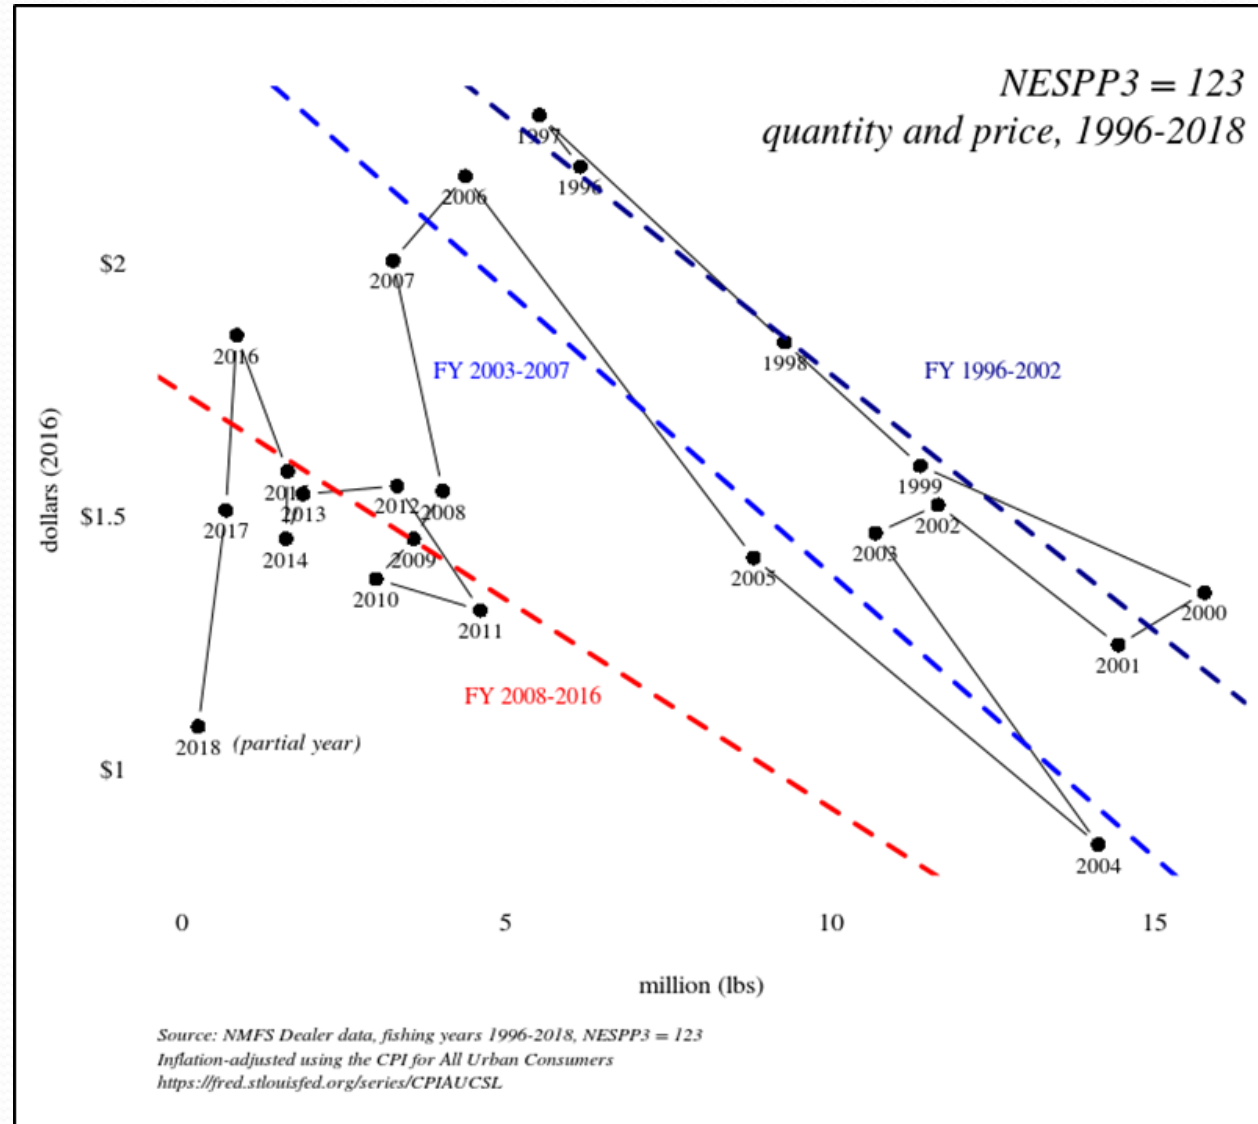 NESPP3 = 123
quantity and price, 1996-2018
1997
1996
2006
$2
2007
2016
1998
FY 2003-2007
FY 1996-2002
dollars (2016)
1999
2015
2013
2012
2008
$1.5
2017
2002
2014
2009
2003
2005
2010
2000
2011
2001
FY 2008-2016
2018 (partial year)
$1
2004
0 5 10 15
million (lbs)
Source: NMFS Dealer data, fishing years 1996-2018, NESPP3 = 123
Inflation-adjusted using the CPI for All Urban Consumers
https://fred.stlouisfed.org/series/CPIAUCSL